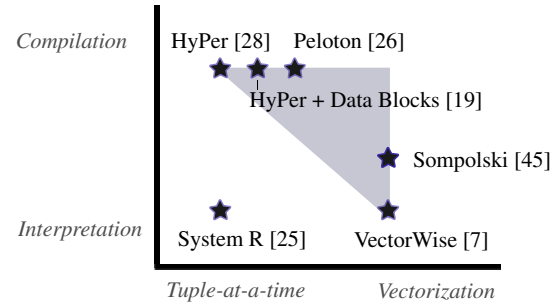 Compilation
HyPer [28]
Peloton [26]
HyPer + Data Blocks [19]
Sompolski [45]
Interpretation
System R [25]
VectorWise [7]
Tuple-at-a-time
Vectorization